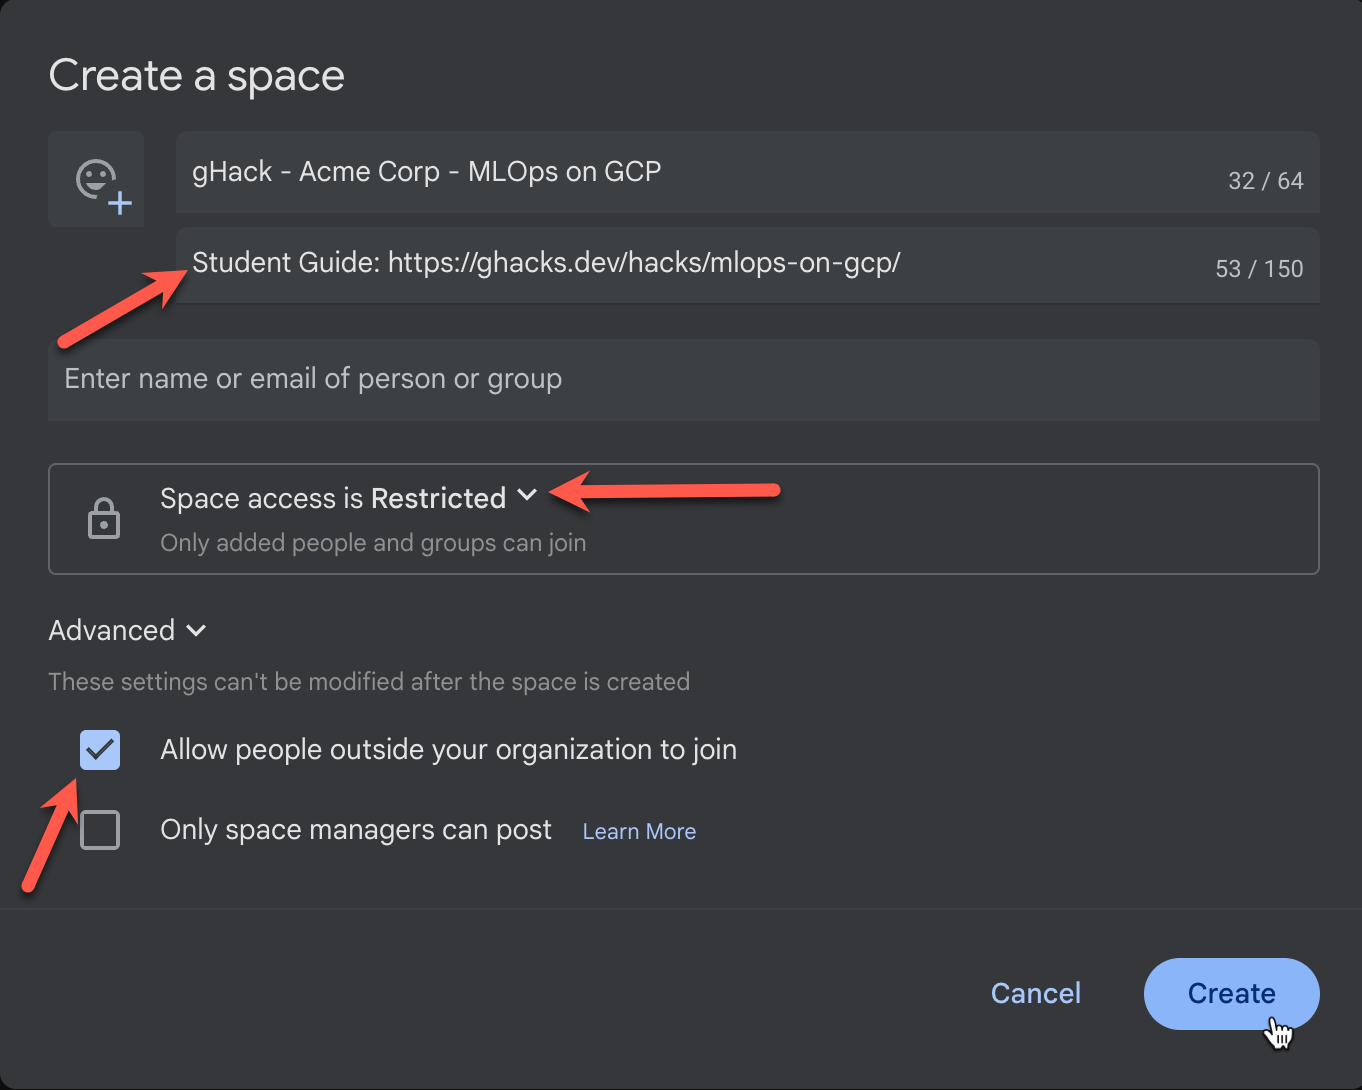 Create a space
gHack - Acme Corp - MLOps on GCP
32 / 64
Student Guide: https://ghacks.dev/hacks/mlops-on-gcp/
53 / 150
Enter name or email of person or group
Space access is Restricted
Only added people and groups can join
Advanced
These settings can't be modified after the space is created
Allow people outside your organization to join
Only space managers can post Learn More
Cancel Create